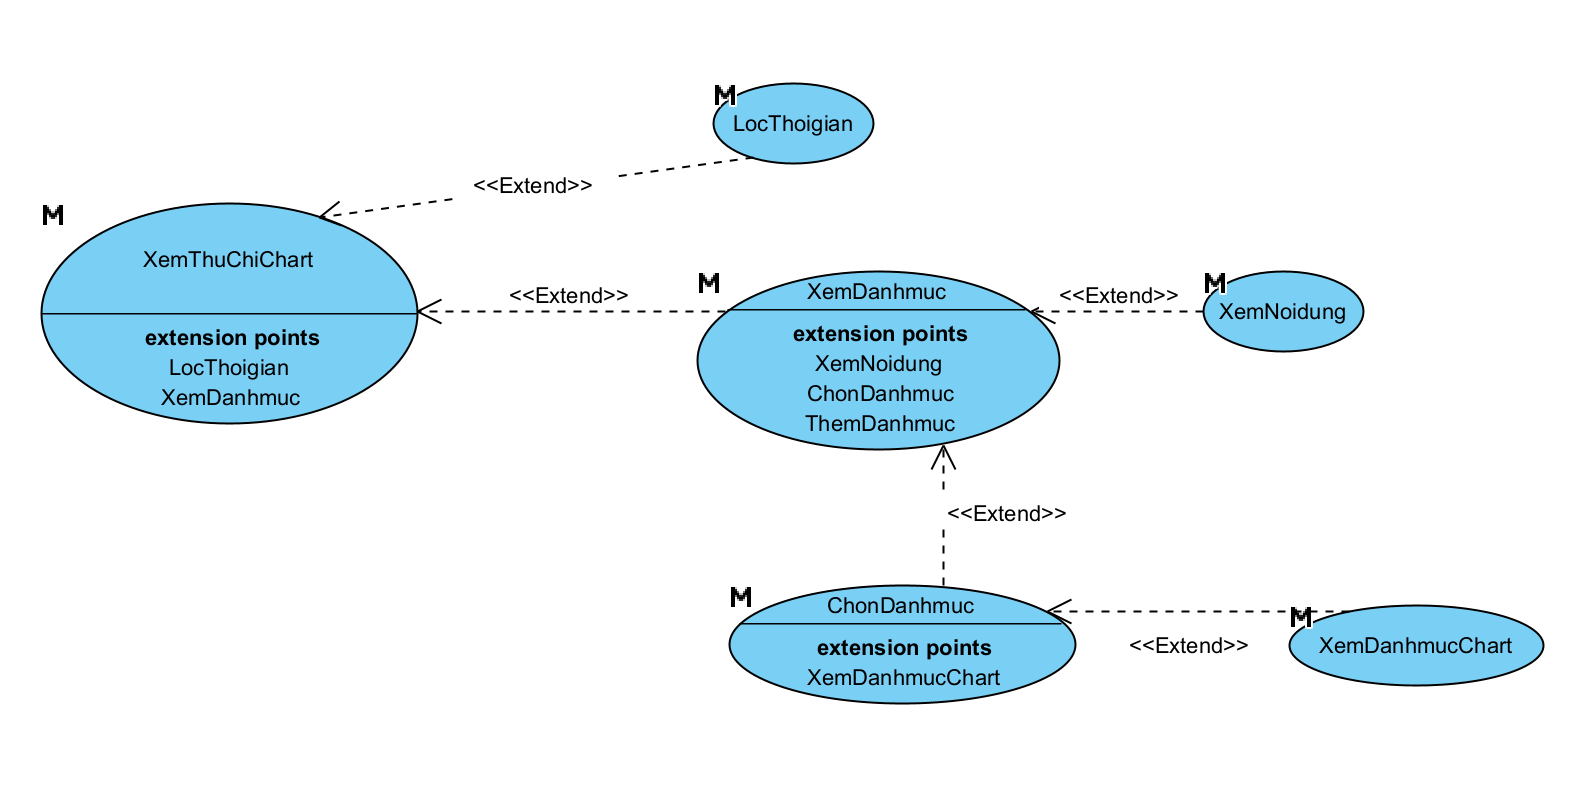 M
LocThoigian
<<Extend>>
M
XemThuChiChart
extension points
LocThoigian
XemDanhmuc
<<Extend>>
M
XemDanhmuc
extension points
XemNoidung
ChonDanhmuc
ThemDanhmuc
<<Extend>>
M
XemNoidung
<<Extend>>
M
ChonDanhmuc
extension points
XemDanhmucChart
<<Extend>>
M
XemDanhmucChart